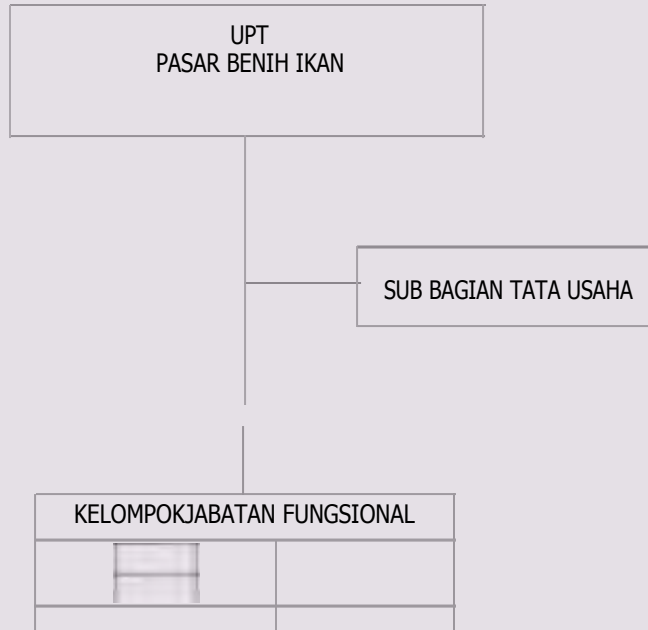 UPT
PASAR BENIH IKAN
SUB BAGIAN TATA USAHA
KELOMPOKJABATAN FUNGSIONAL